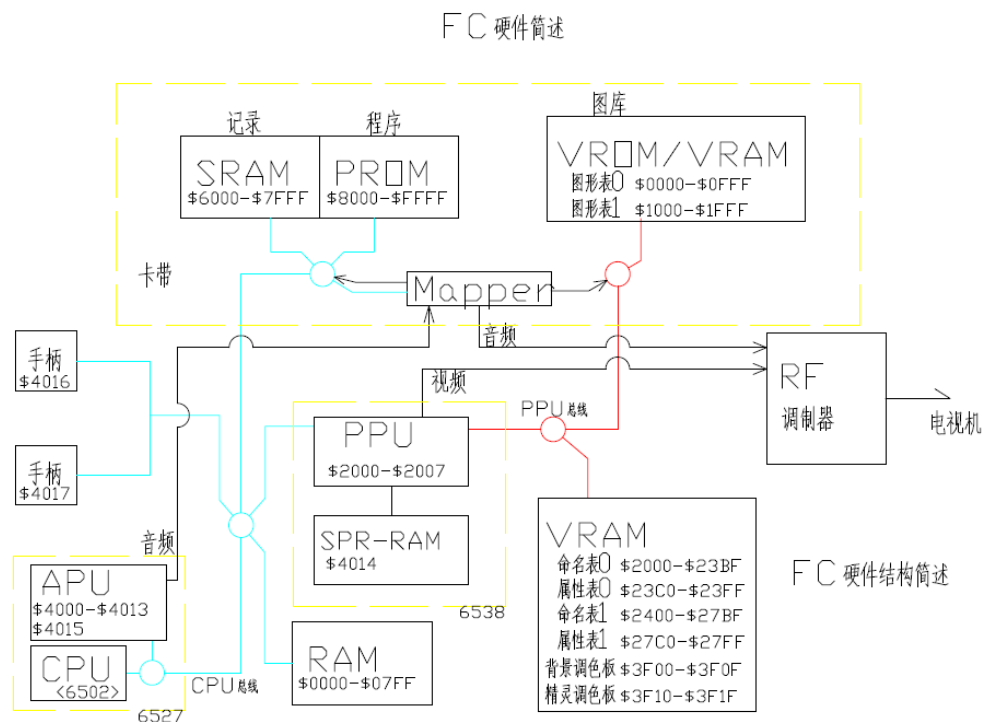 FC硬件简述
图库
记录 程序
SRAM
$6000-$7FFF
PROM
$8000-$FFFF
VROM/VRAM
图形表0 $0000-$0FFF
图形表1 $1000-$1FFF
卡带
Mapper
音频
手柄
$4016
视频
RF
调制器
电视机
PPU总线
PPU
$2000-$2007
手柄
$4017
SPR-RAM
$4014
6538
音频
APU
$4000-$4013
$4015
CPU
<6502>
6527
CPU总线
RAM
$0000-$07FF
VRAM
命名表0 $2000-$23BF
属性表0 $23C0-$23FF
命名表1 $2400-$27BF
属性表1 $27C0-$27FF
背景调色板 $3F00-$3F0F
精灵调色板 $3F10-$3F1F
FC硬件结构简述